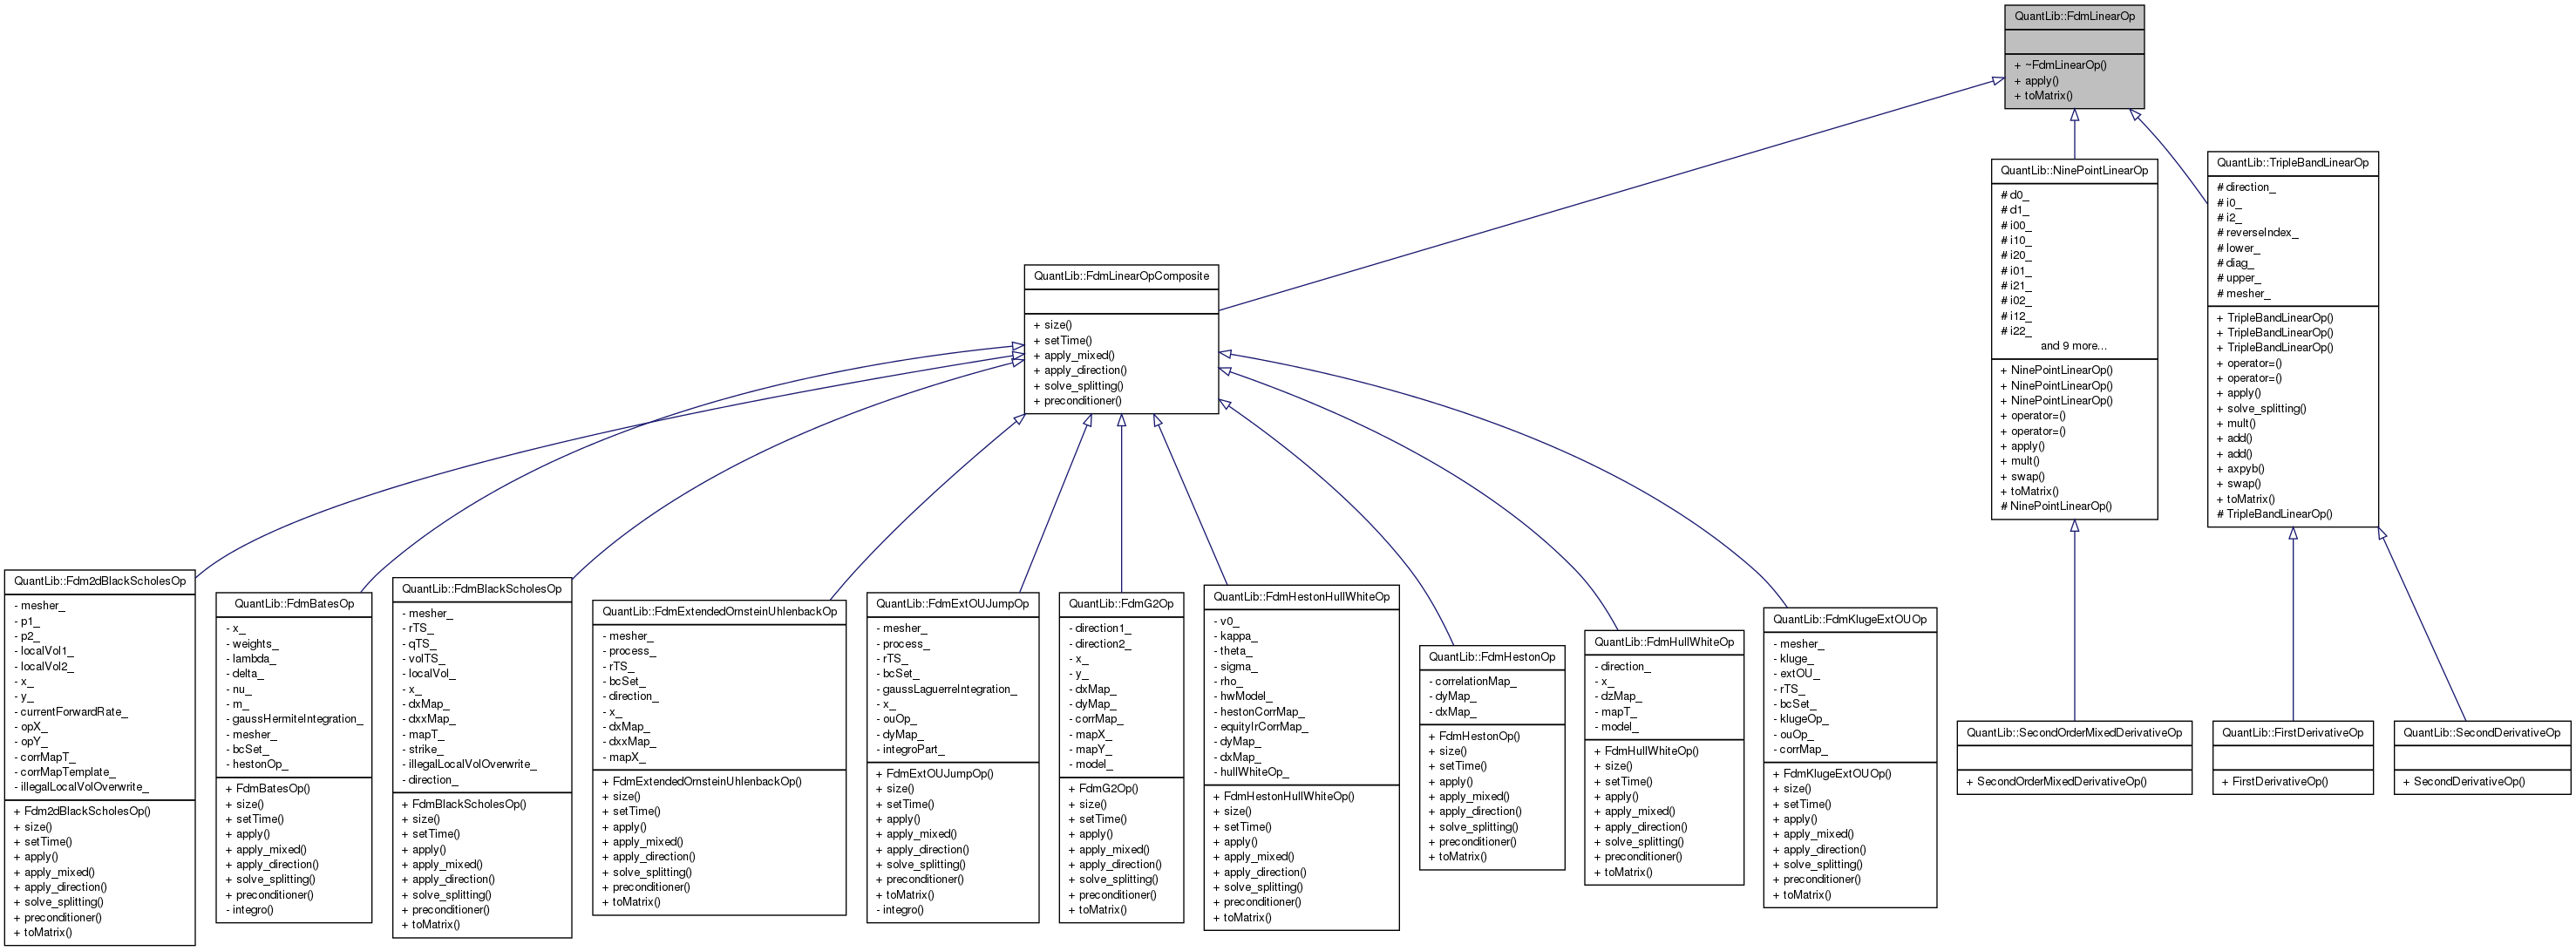 QuantLib::FdmLinearOp
+ ~FdmLinearOp()
+ apply()
+ toMatrix()
QuantLib::NinePointLinearOp
# d0_
# d1_
# i00_
# i10_
# i20_
# i01_
# i21_
# i02_
# i12_
# i22_
and 9 more...
+ NinePointLinearOp()
+ NinePointLinearOp()
+ NinePointLinearOp()
+ operator=()
+ operator=()
+ apply()
+ mult()
+ swap()
+ toMatrix()
# NinePointLinearOp()
QuantLib::TripleBandLinearOp
# direction_
# i0_
# i2_
# reverseIndex_
# lower_
# diag_
# upper_
# mesher_
+ TripleBandLinearOp()
+ TripleBandLinearOp()
+ TripleBandLinearOp()
+ operator=()
+ operator=()
+ apply()
+ solve_splitting()
+ mult()
+ add()
+ add()
+ axpyb()
+ swap()
+ toMatrix()
# TripleBandLinearOp()
QuantLib::FdmLinearOpComposite
+ size()
+ setTime()
+ apply_mixed()
+ apply_direction()
+ solve_splitting()
+ preconditioner()
QuantLib::Fdm2dBlackScholesOp
- mesher_
- p1_
- p2_
- localVol1_
- localVol2_
- x_
- y_
- currentForwardRate_
- opX_
- opY_
- corrMapT_
- corrMapTemplate_
- illegalLocalVolOverwrite_
+ Fdm2dBlackScholesOp()
+ size()
+ setTime()
+ apply()
+ apply_mixed()
+ apply_direction()
+ solve_splitting()
+ preconditioner()
+ toMatrix()
QuantLib::FdmBatesOp
- x_
- weights_
- lambda_
- delta_
- nu_
- m_
- gaussHermiteIntegration_
- mesher_
- bcSet_
- hestonOp_
+ FdmBatesOp()
+ size()
+ setTime()
+ apply()
+ apply_mixed()
+ apply_direction()
+ solve_splitting()
+ preconditioner()
- integro()
QuantLib::FdmBlackScholesOp
- mesher_
- rTS_
- qTS_
- volTS_
- localVol_
- x_
- dxMap_
- dxxMap_
- mapT_
- strike_
- illegalLocalVolOverwrite_
- direction_
+ FdmBlackScholesOp()
+ size()
+ setTime()
+ apply()
+ apply_mixed()
+ apply_direction()
+ solve_splitting()
+ preconditioner()
+ toMatrix()
QuantLib::FdmExtendedOrnsteinUhlenbackOp
- mesher_
- process_
- rTS_
- bcSet_
- direction_
- x_
- dxMap_
- dxxMap_
- mapX_
+ FdmExtendedOrnsteinUhlenbackOp()
+ size()
+ setTime()
+ apply()
+ apply_mixed()
+ apply_direction()
+ solve_splitting()
+ preconditioner()
+ toMatrix()
QuantLib::FdmExtOUJumpOp
- mesher_
- process_
- rTS_
- bcSet_
- gaussLaguerreIntegration_
- x_
- ouOp_
- dyMap_
- integroPart_
+ FdmExtOUJumpOp()
+ size()
+ setTime()
+ apply()
+ apply_mixed()
+ apply_direction()
+ solve_splitting()
+ preconditioner()
+ toMatrix()
- integro()
QuantLib::FdmG2Op
- direction1_
- direction2_
- x_
- y_
- dxMap_
- dyMap_
- corrMap_
- mapX_
- mapY_
- model_
+ FdmG2Op()
+ size()
+ setTime()
+ apply()
+ apply_mixed()
+ apply_direction()
+ solve_splitting()
+ preconditioner()
+ toMatrix()
QuantLib::FdmHestonHullWhiteOp
- v0_
- kappa_
- theta_
- sigma_
- rho_
- hwModel_
- hestonCorrMap_
- equityIrCorrMap_
- dyMap_
- dxMap_
- hullWhiteOp_
+ FdmHestonHullWhiteOp()
+ size()
+ setTime()
+ apply()
+ apply_mixed()
+ apply_direction()
+ solve_splitting()
+ preconditioner()
+ toMatrix()
QuantLib::FdmHestonOp
- correlationMap_
- dyMap_
- dxMap_
+ FdmHestonOp()
+ size()
+ setTime()
+ apply()
+ apply_mixed()
+ apply_direction()
+ solve_splitting()
+ preconditioner()
+ toMatrix()
QuantLib::FdmHullWhiteOp
- direction_
- x_
- dzMap_
- mapT_
- model_
+ FdmHullWhiteOp()
+ size()
+ setTime()
+ apply()
+ apply_mixed()
+ apply_direction()
+ solve_splitting()
+ preconditioner()
+ toMatrix()
QuantLib::FdmKlugeExtOUOp
- mesher_
- kluge_
- extOU_
- rTS_
- bcSet_
- klugeOp_
- ouOp_
- corrMap_
+ FdmKlugeExtOUOp()
+ size()
+ setTime()
+ apply()
+ apply_mixed()
+ apply_direction()
+ solve_splitting()
+ preconditioner()
+ toMatrix()
QuantLib::SecondOrderMixedDerivativeOp
+ SecondOrderMixedDerivativeOp()
QuantLib::FirstDerivativeOp
+ FirstDerivativeOp()
QuantLib::SecondDerivativeOp
+ SecondDerivativeOp()